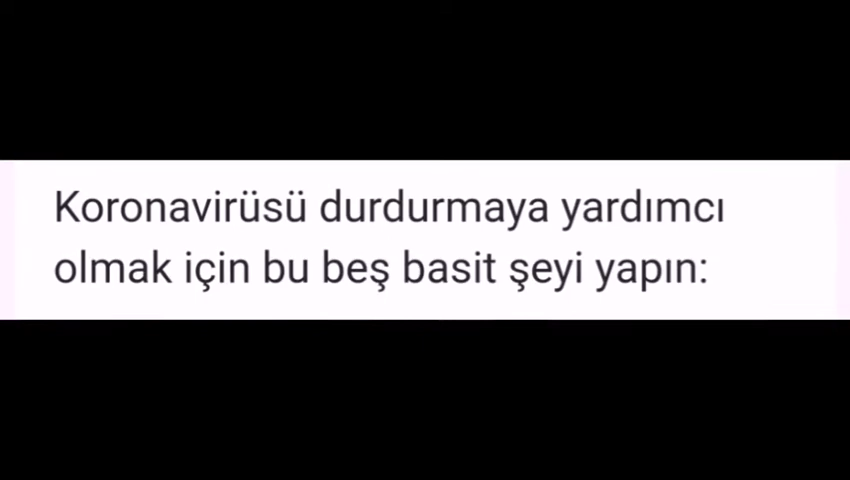 Koronavirüsü durdurmaya yardımcı
olmak için bu beş basit şeyi yapın: